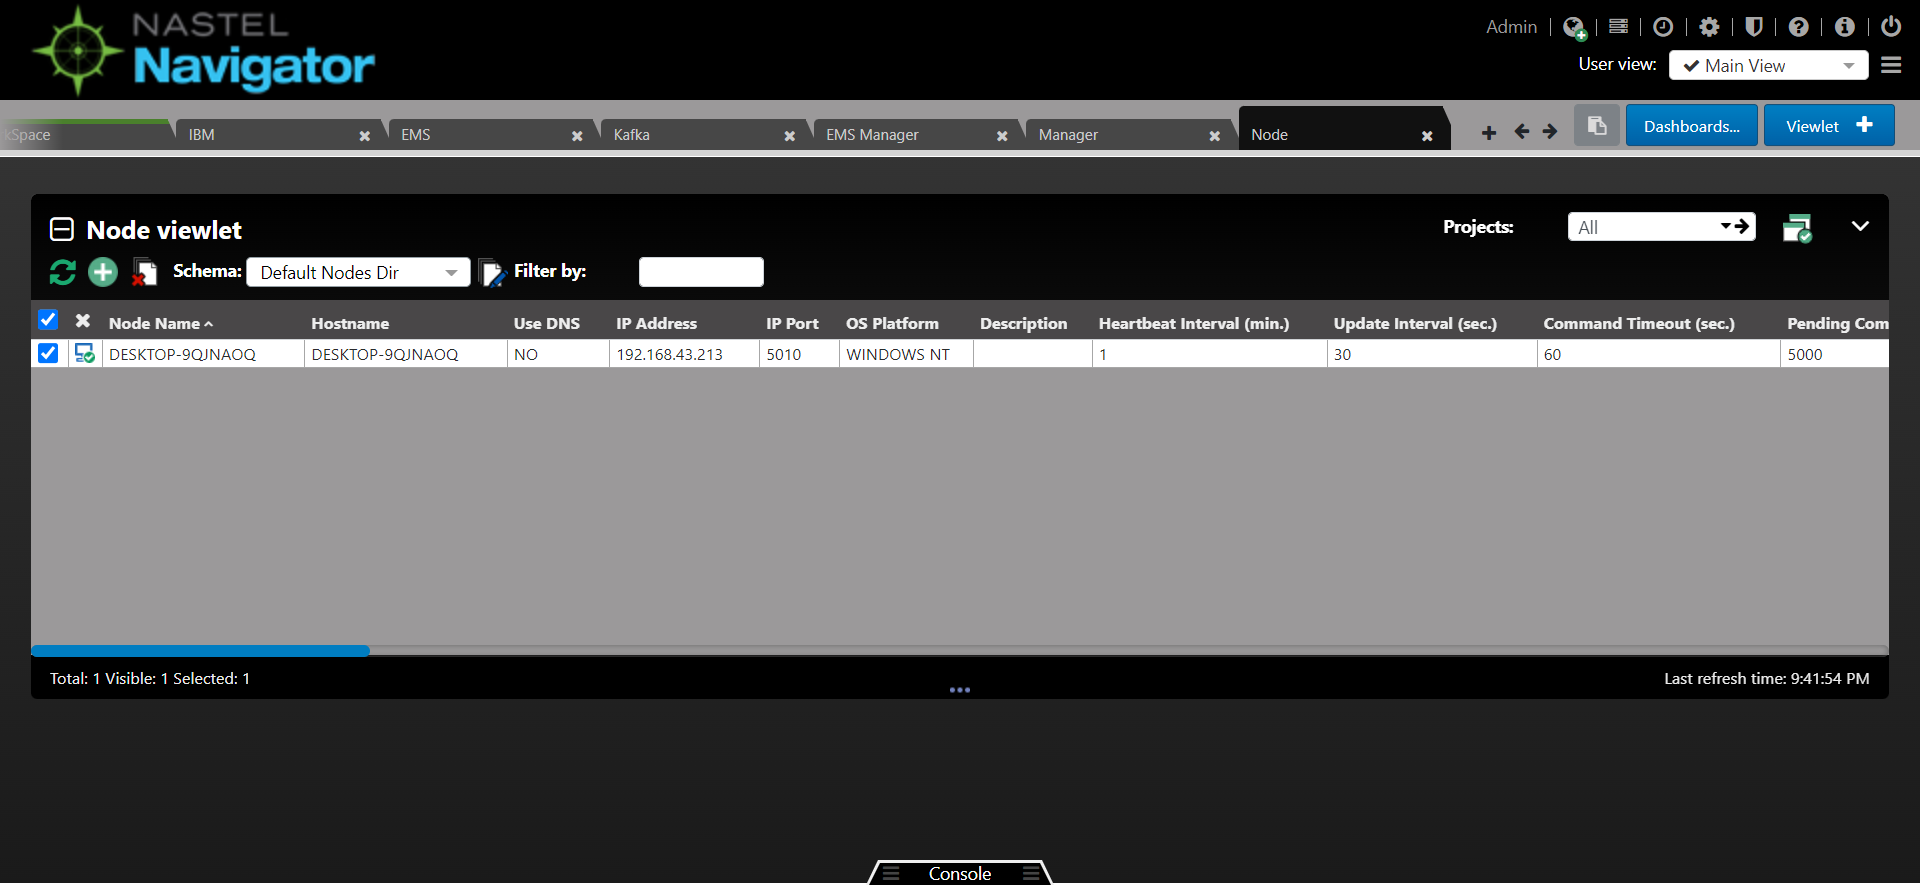 NASTEL
Navigator
Admin
User view: Main View
kSpace IBM EMS Kafka EMS Manager Manager Node Dashboards... Viewlet
Node viewlet
Projects: All
Schema: Default Nodes Dir Filter by:
Node Name Hostname Use DNS IP Address IP Port OS Platform Description Heartbeat Interval (min.) Update Interval (sec.) Command Timeout (sec.) Pending Com
DESKTOP-9QJNAOQ DESKTOP-9QJNAOQ NO 192.168.43.213 5010 WINDOWS NT 1 30 60 5000
Total: 1 Visible: 1 Selected: 1 Last refresh time: 9:41:54 PM
Console